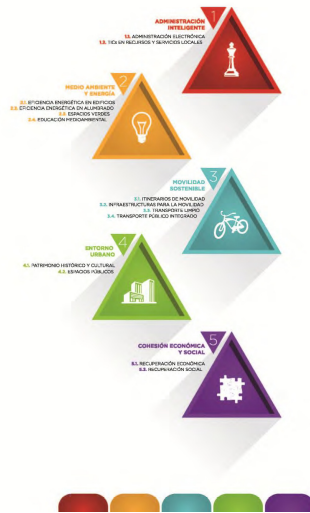 1
ADMINISTRACIÓN
INTELIGENTE
1.2. ADMINISTRACIÓN ELECTRÓNICA
1.3. TICs EN RECURSOS Y SERVICIOS LOCALES
2
MEDIO AMBIENTE
Y ENERGÍA
2.1. EFICIENCIA ENERGÉTICA EN EDIFICIOS
2.2. EFICIENCIA ENERGÉTICA EN ALUMBRADO
2.3. ESPACIOS VERDES
2.4. EDUCACIÓN MEDIOAMBIENTAL
3
MOVILIDAD
SOSTENIBLE
3.1. ITINERARIOS DE MOVILIDAD
3.2. INFRAESTRUCTURAS PARA LA MOVILIDAD
3.3. TRANSPORTE LIMPIO
3.4. TRANSPORTE PÚBLICO INTEGRADO
4
ENTORNO
URBANO
4.1. PATRIMONIO HISTÓRICO Y CULTURAL
4.2. ESPACIOS PÚBLICOS
5
COHESIÓN ECONÓMICA
Y SOCIAL
5.1. RECUPERACIÓN ECONÓMICA
5.2. RECUPERACIÓN SOCIAL